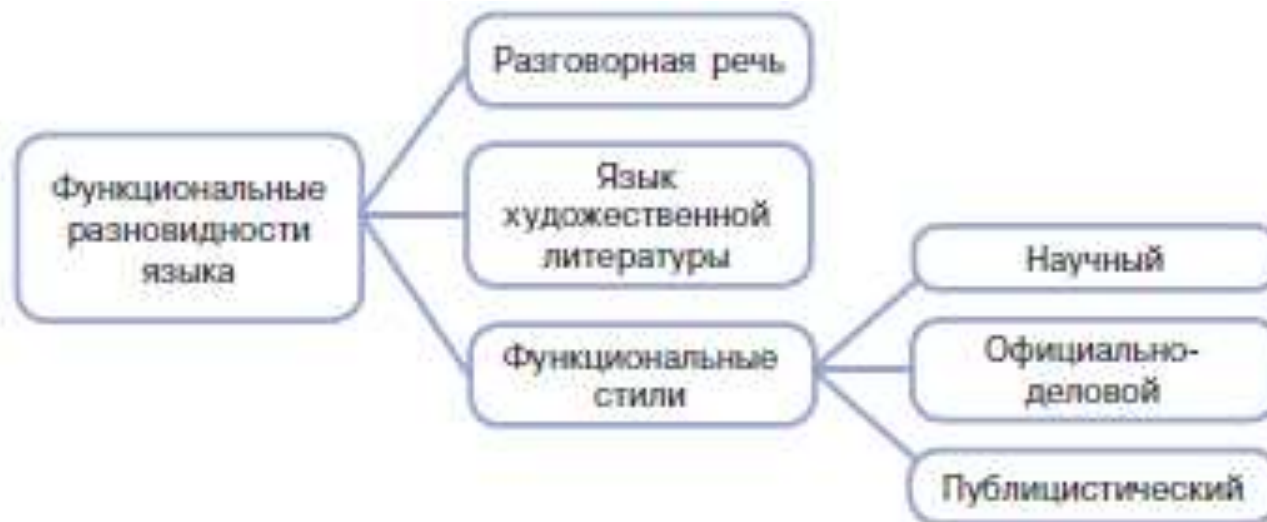 Функциональные
разновидности
языка
Разговорная речь
Язык
художественной
литературы
Функциональные
стили
Научный
Официально-
деловой
Публицистический